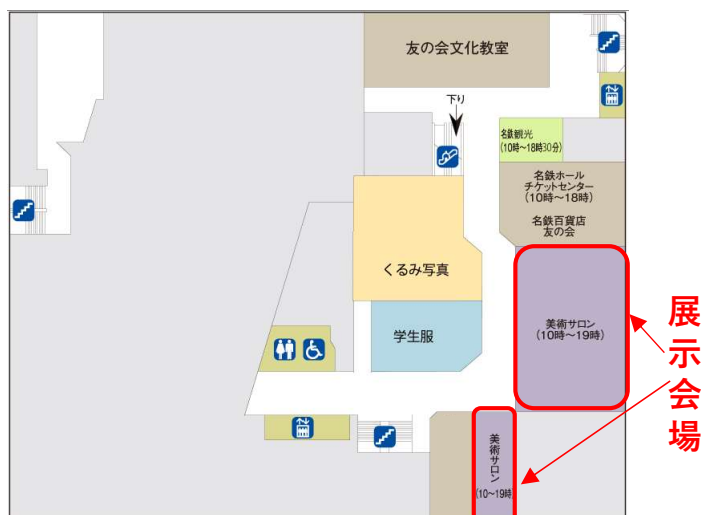 友の会文化教室
下り
名鉄観光
(10時～18時30分)
名鉄ホール
チケットセンター
(10時～18時)
名鉄百貨店
友の会
くるみ写真
学生服
美術サロン
(10時～19時)
展示会場
美術サロン
(10～19時)